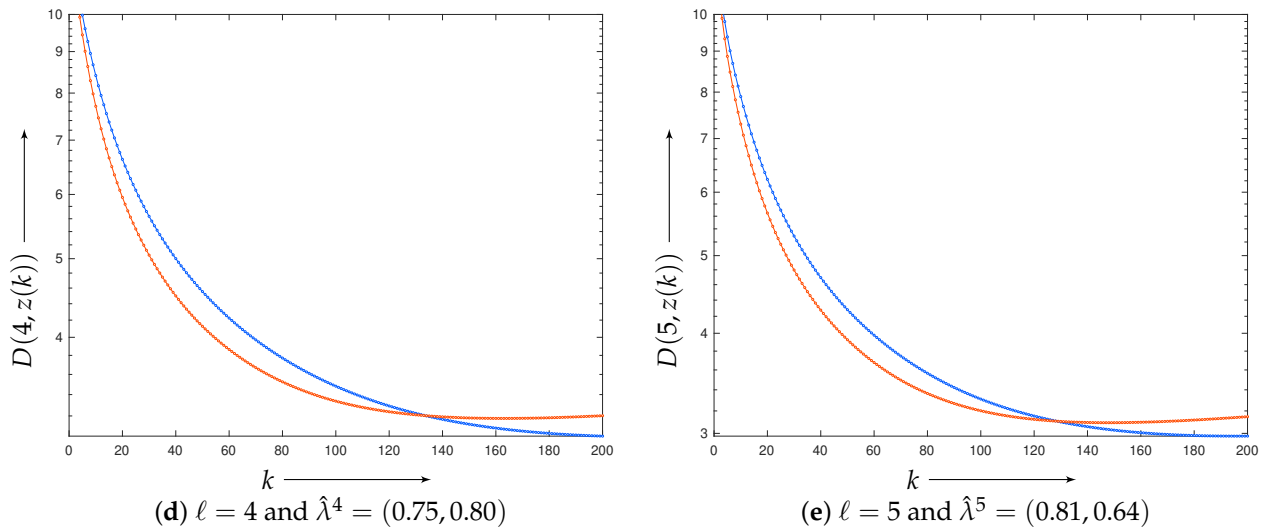 10
9
8
7
6
5
4
0 20 40 60 80 100 120 140 160 180 200
D(4, z(k))
k
(d) ℓ = 4 and λ̂⁴ = (0.75, 0.80)
10
9
8
7
6
5
4
3
0 20 40 60 80 100 120 140 160 180 200
D(5, z(k))
k
(e) ℓ = 5 and λ̂⁵ = (0.81, 0.64)